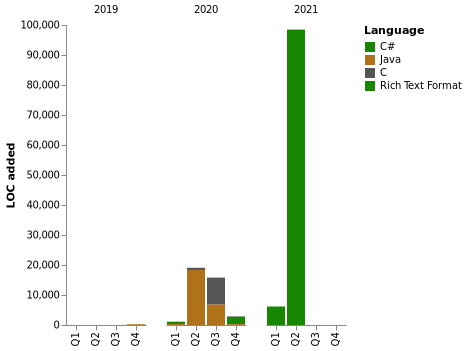 2019 2020 2021
100,000
90,000
80,000
70,000
60,000
50,000
40,000
30,000
20,000
10,000
0
LOC added
Q1 Q2 Q3 Q4 Q1 Q2 Q3 Q4 Q1 Q2 Q3 Q4
Language
C#
Java
C
Rich Text Format